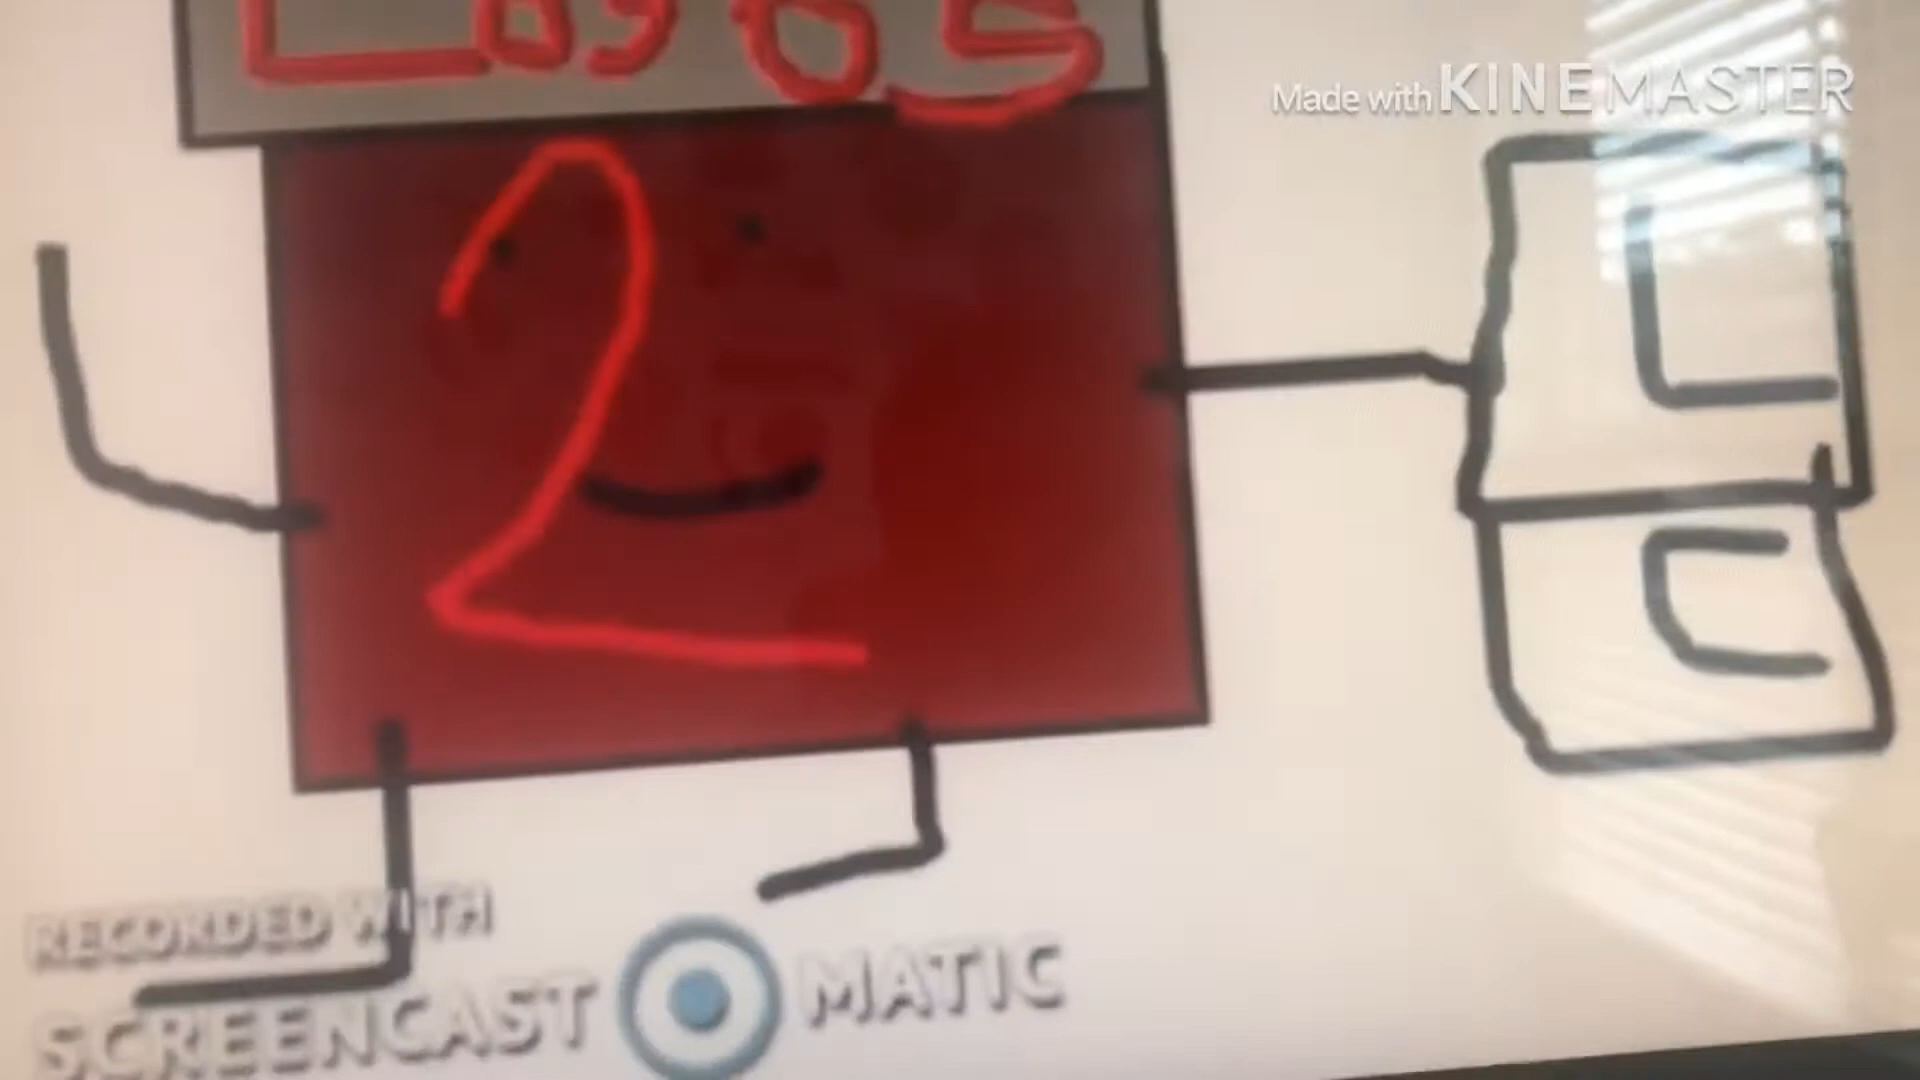 Made with KINEMASTER
2
L
C
RECORDED WITH
SCREENCAST MATIC